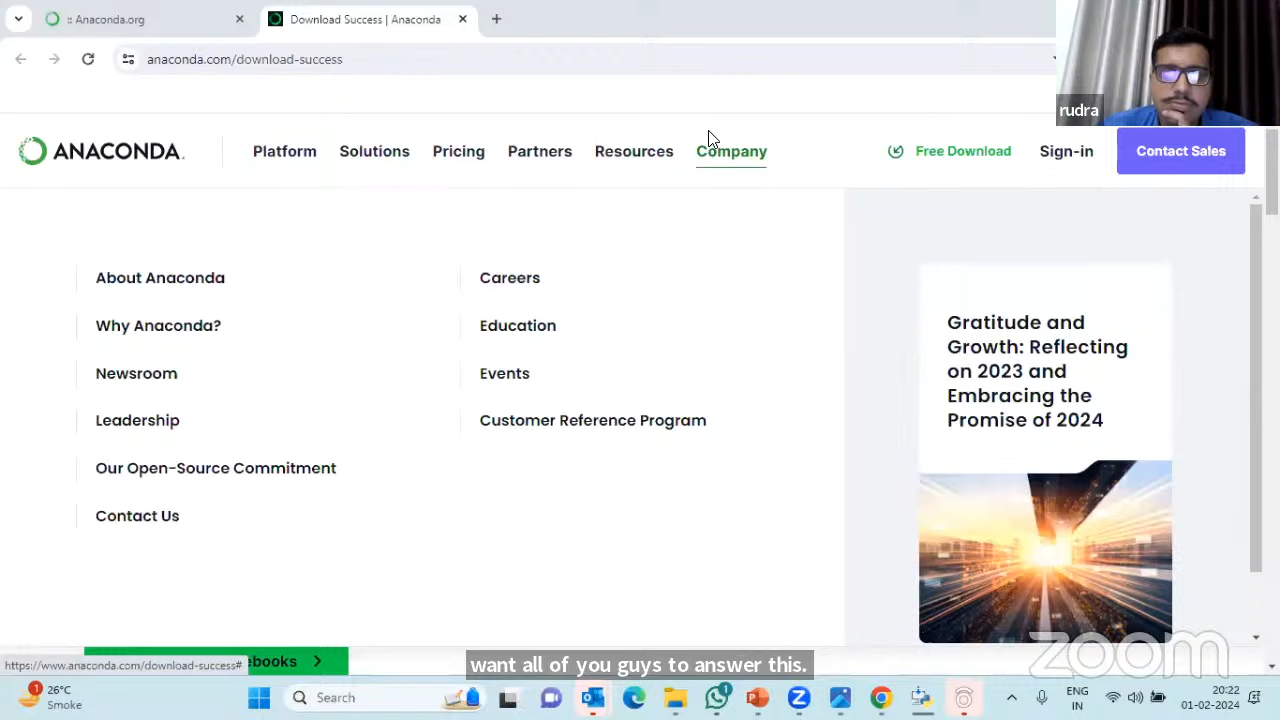 :: Anaconda.org
Download Success | Anaconda
anaconda.com/download-success
rudra
ANACONDA.
Platform
Solutions
Pricing
Partners
Resources
Company
Free Download
Sign-in
Contact Sales
About Anaconda
Why Anaconda?
Newsroom
Leadership
Our Open-Source Commitment
Contact Us
Careers
Education
Events
Customer Reference Program
Gratitude and
Growth: Reflecting
on 2023 and
Embracing the
Promise of 2024
zoom
https://www.anaconda.com/download-success#
ebooks
want all of you guys to answer this.
1
26°C
Smoke
Search
1
ENG
IN
20:22
01-02-2024